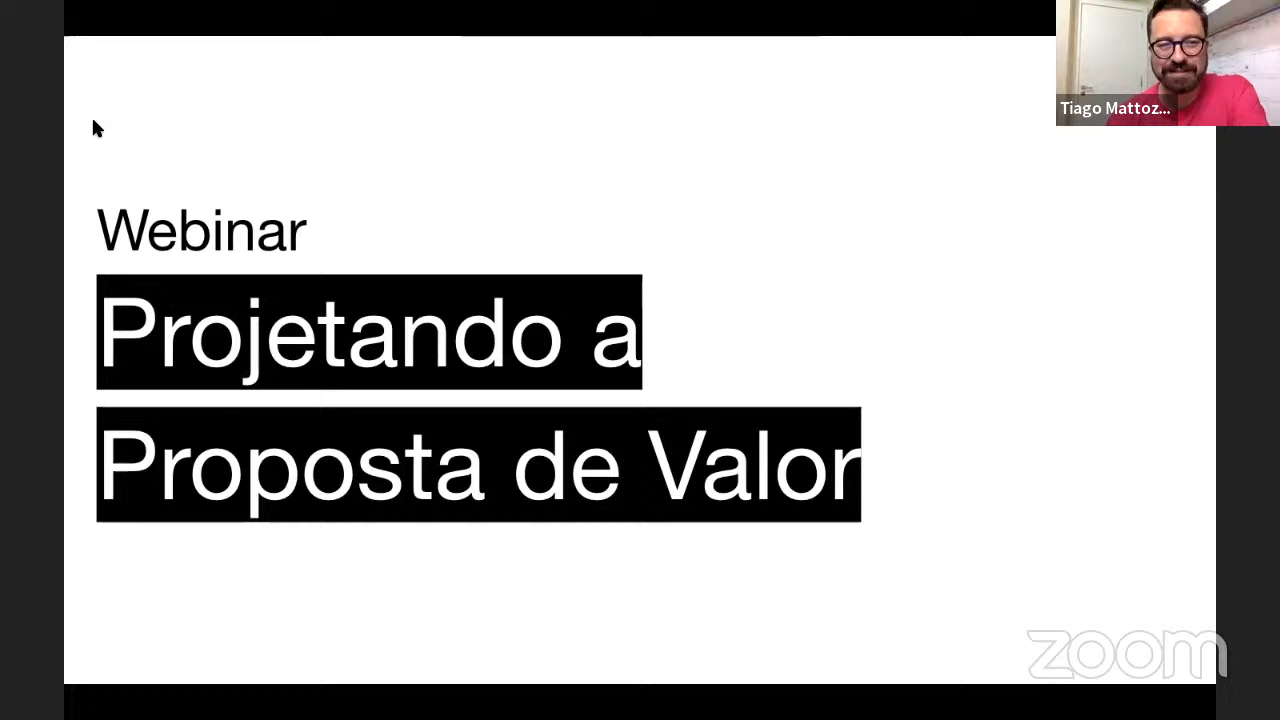 Tiago Mattoz...
Webinar
Projetando a
Proposta de Valor
zoom